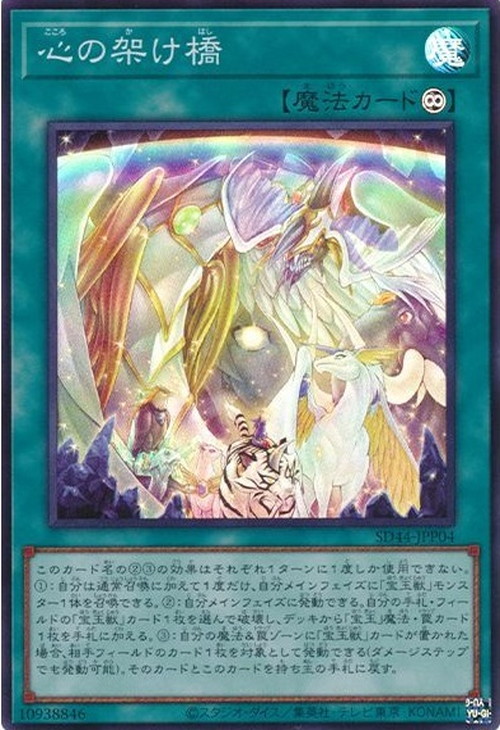 心の架け橋
魔
【魔法カード】
SD44-JPP04
このカード名の②③の効果はそれぞれ1ターンに1度しか使用できない。
①:自分は通常召喚に加えて1度だけ、自分メインフェイズに「宝玉獣」モンス
ター1体を召喚できる。②:自分メインフェイズに発動できる。自分の手札・フィー
ルドの「宝玉獣」カード1枚を選んで破壊し、デッキから「宝玉」魔法・罠カード
1枚を手札に加える。③:自分の魔法&罠ゾーンに「宝玉獣」カードが置かれた
場合、相手フィールドのカード1枚を対象として発動できる(ダメージステップ
でも発動可能)。そのカードとこのカードを持ち主の手札に戻す。
10938846
©スタジオ・ダイス/集英社・テレビ東京 KONAMI